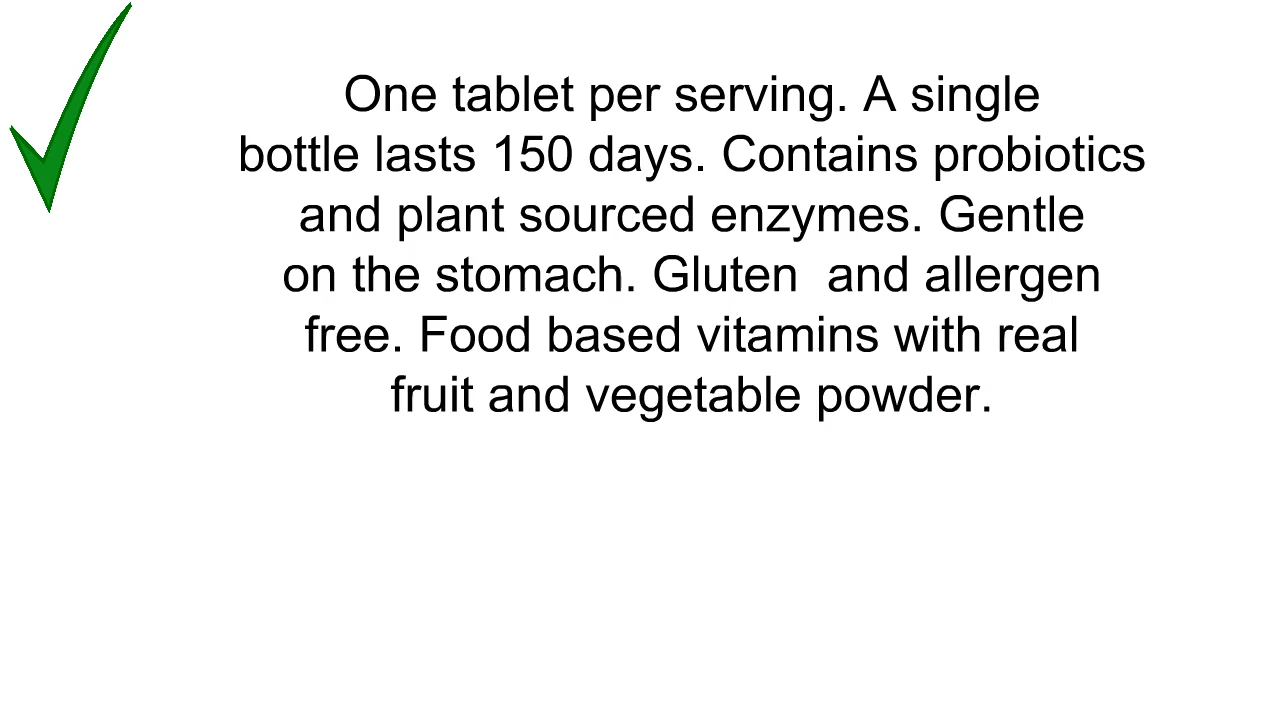 One tablet per serving. A single
bottle lasts 150 days. Contains probiotics
and plant sourced enzymes. Gentle
on the stomach. Gluten  and allergen
free. Food based vitamins with real
fruit and vegetable powder.